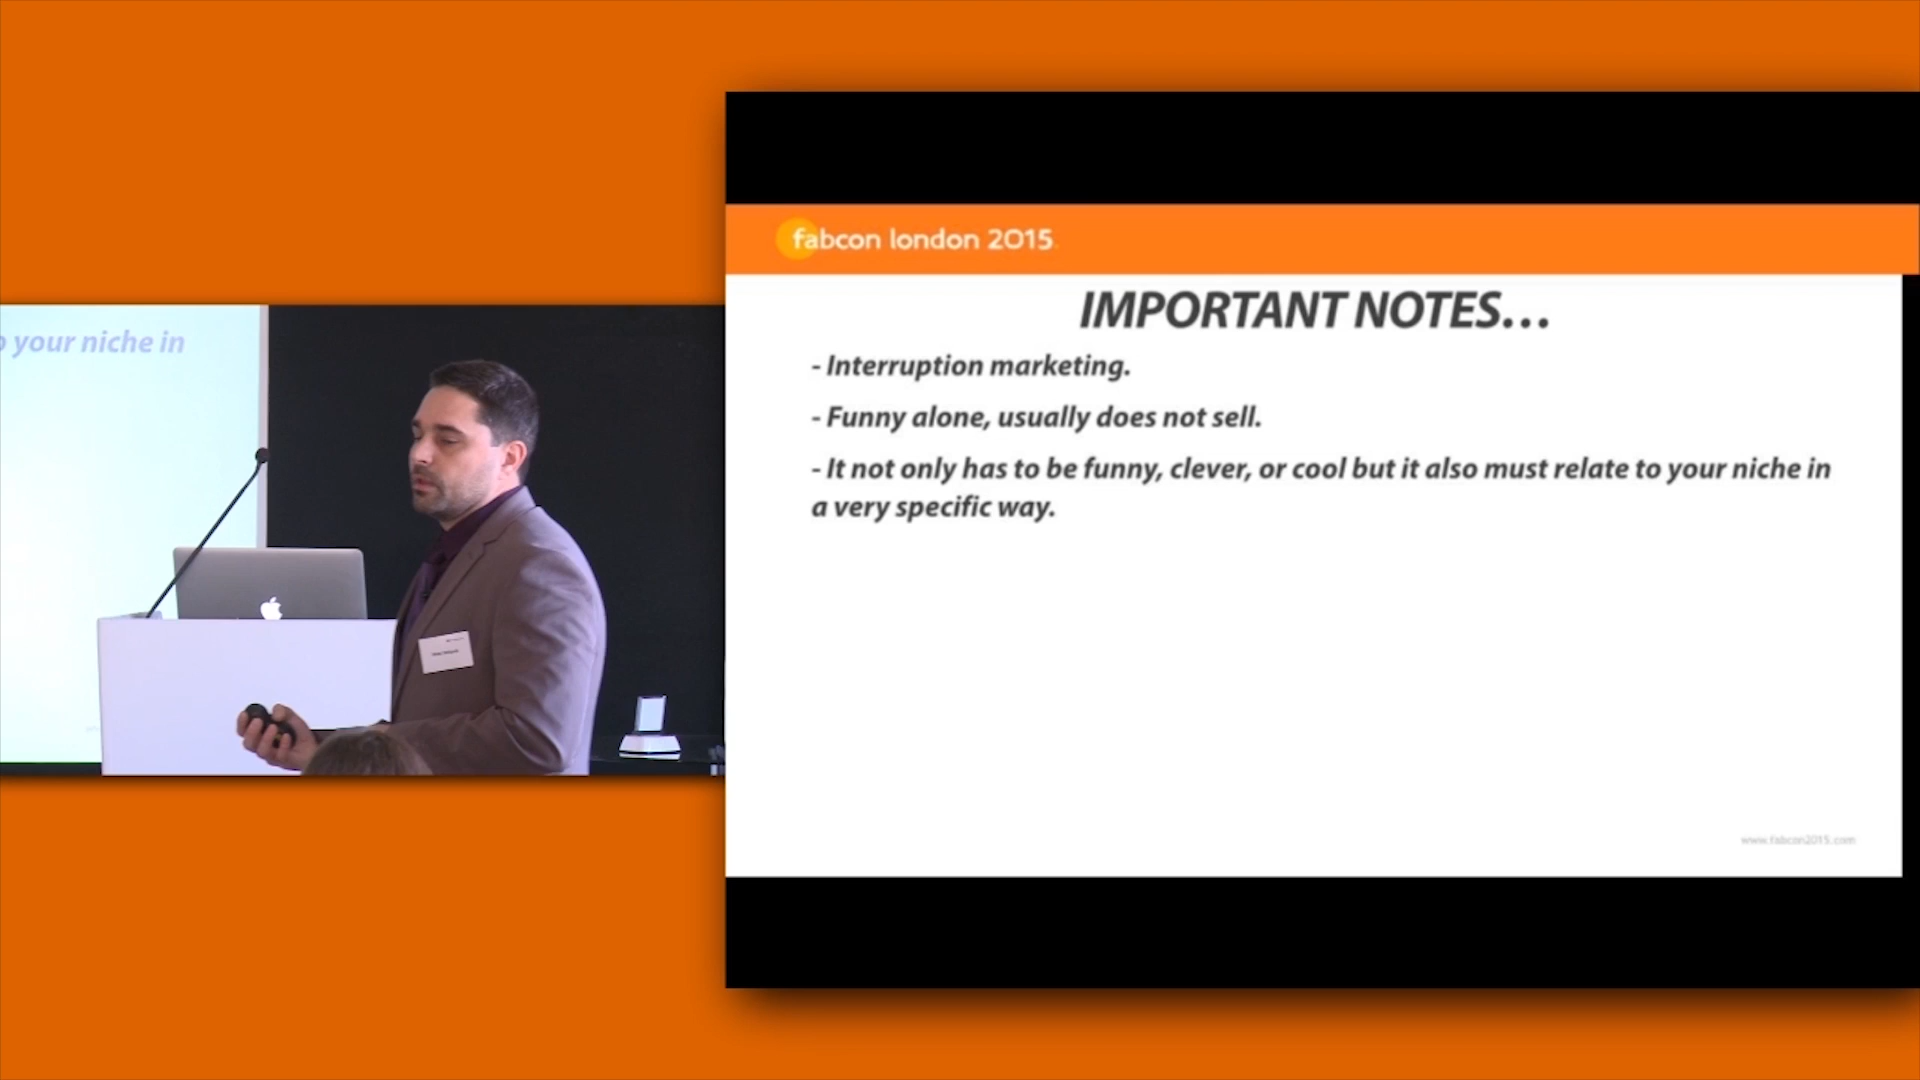 fabcon london 2015
IMPORTANT NOTES...
- Interruption marketing.
- Funny alone, usually does not sell.
- It not only has to be funny, clever, or cool but it also must relate to your niche in
a very specific way.
www.fabcon2015.com
your niche in